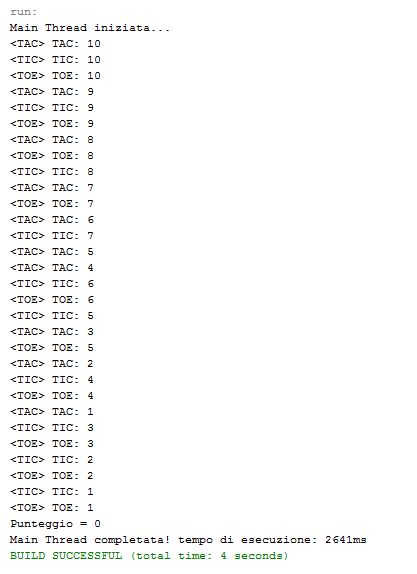 run:
Main Thread iniziata...
<TAC> TAC: 10
<TIC> TIC: 10
<TOE> TOE: 10
<TAC> TAC: 9
<TIC> TIC: 9
<TOE> TOE: 9
<TAC> TAC: 8
<TOE> TOE: 8
<TIC> TIC: 8
<TAC> TAC: 7
<TOE> TOE: 7
<TAC> TAC: 6
<TIC> TIC: 7
<TAC> TAC: 5
<TAC> TAC: 4
<TIC> TIC: 6
<TOE> TOE: 6
<TIC> TIC: 5
<TAC> TAC: 3
<TOE> TOE: 5
<TAC> TAC: 2
<TIC> TIC: 4
<TOE> TOE: 4
<TAC> TAC: 1
<TIC> TIC: 3
<TOE> TOE: 3
<TIC> TIC: 2
<TOE> TOE: 2
<TIC> TIC: 1
<TOE> TOE: 1
Punteggio = 0
Main Thread completata! tempo di esecuzione: 2641ms
BUILD SUCCESSFUL (total time: 4 seconds)